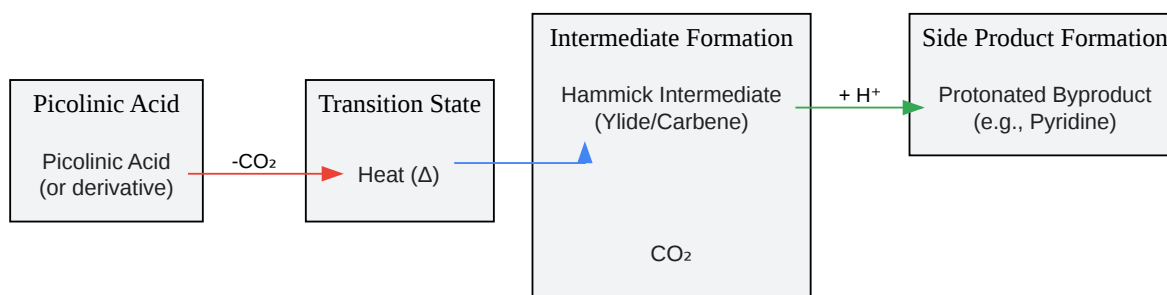 Picolinic Acid
Picolinic Acid
(or derivative)
-CO₂
Transition State
Heat (Δ)
Intermediate Formation
Hammick Intermediate
(Ylide/Carbene)
CO₂
+ H⁺
Side Product Formation
Protonated Byproduct
(e.g., Pyridine)